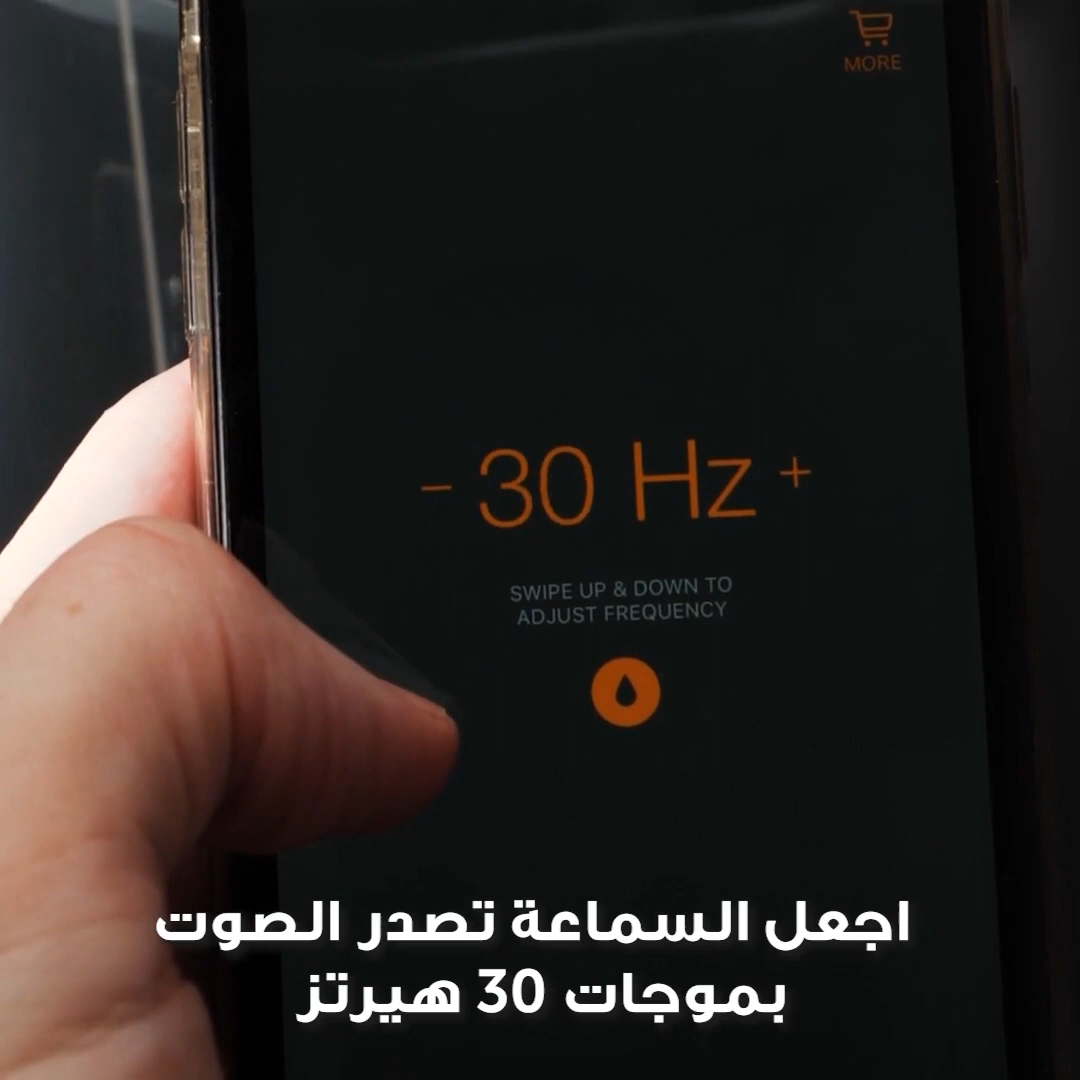 MORE
- 30 Hz +
SWIPE UP & DOWN TO
ADJUST FREQUENCY
اجعل السماعة تصدر الصوت
بموجات 30 هيرتز